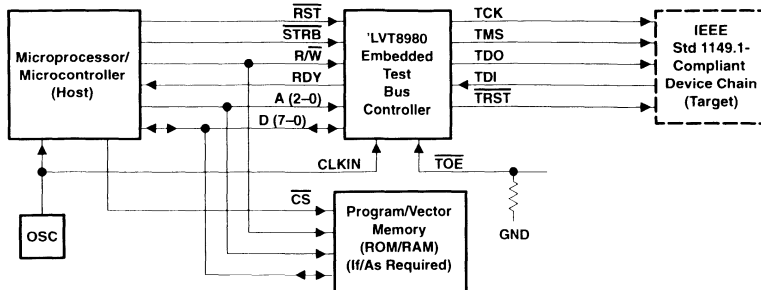 RST
STRB
R/W
RDY
A (2–0)
D (7–0)
Microprocessor/
Microcontroller
(Host)
'LVT8980
Embedded
Test
Bus
Controller
TCK
TMS
TDO
TDI
TRST
IEEE
Std 1149.1-
Compliant
Device Chain
(Target)
CLKIN
TOE
CS
OSC
Program/Vector
Memory
(ROM/RAM)
(If/As Required)
GND